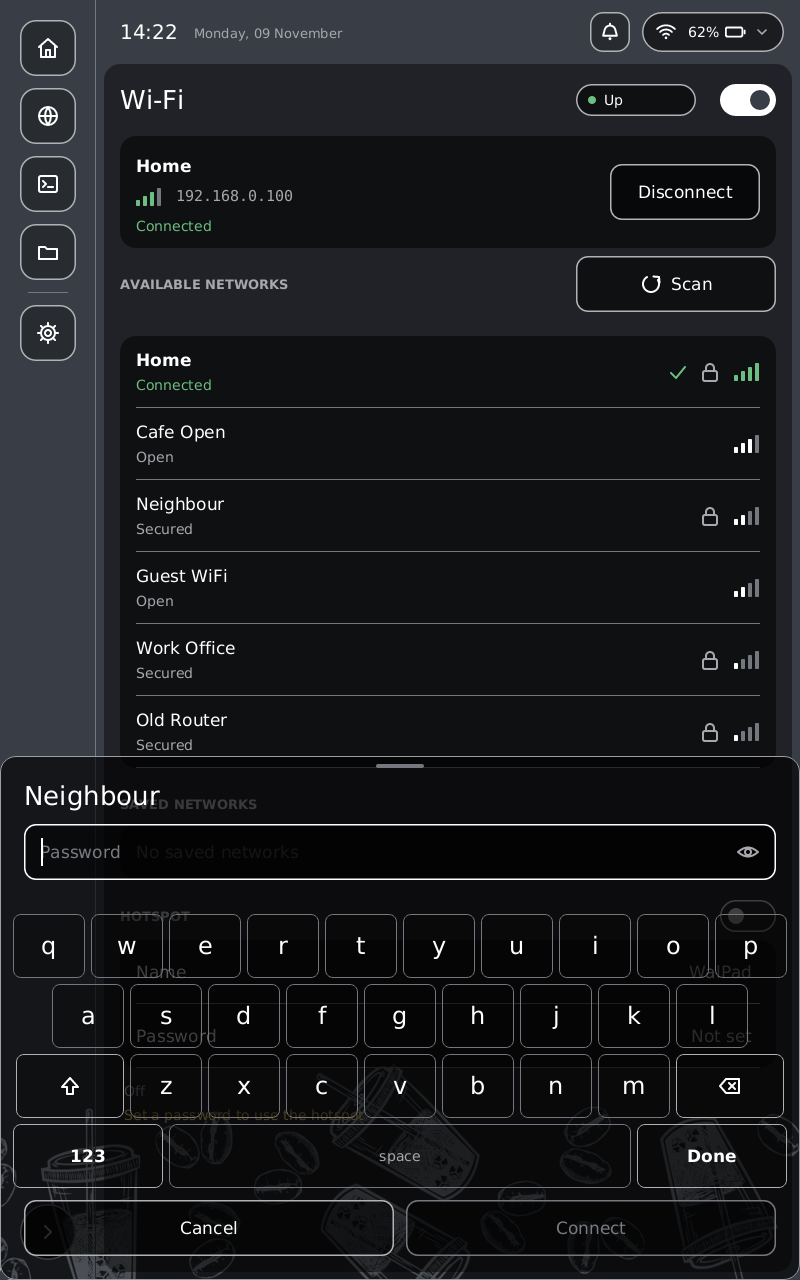 14:22 Monday, 09 November 62%
Wi-Fi Up
Home
192.168.0.100
Connected
Disconnect
AVAILABLE NETWORKS Scan
Home
Connected
Cafe Open
Open
Neighbour
Secured
Guest WiFi
Open
Work Office
Secured
Old Router
Secured
Neighbour
SAVED NETWORKS
Password
No saved networks
HOTSPOT
q w e r t y u i o p
Name WalPad
a s d f g h j k l
Password Not set
z x c v b n m
Off
Set a password to use the hotspot
123 space Done
Cancel Connect